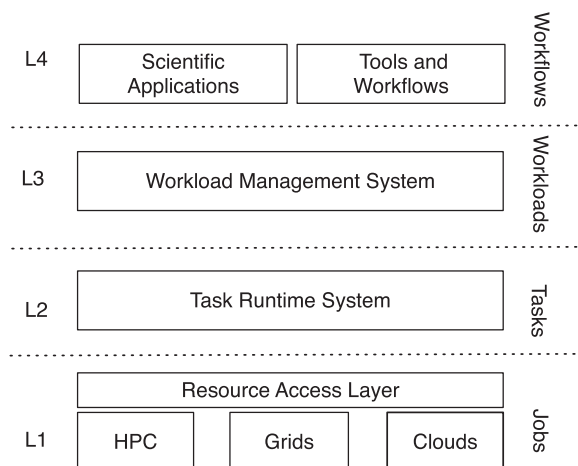 L4
Scientific
Applications
Tools and
Workflows
Workflows
L3
Workload Management System
Workloads
L2
Task Runtime System
Tasks
Resource Access Layer
L1
HPC
Grids
Clouds
Jobs